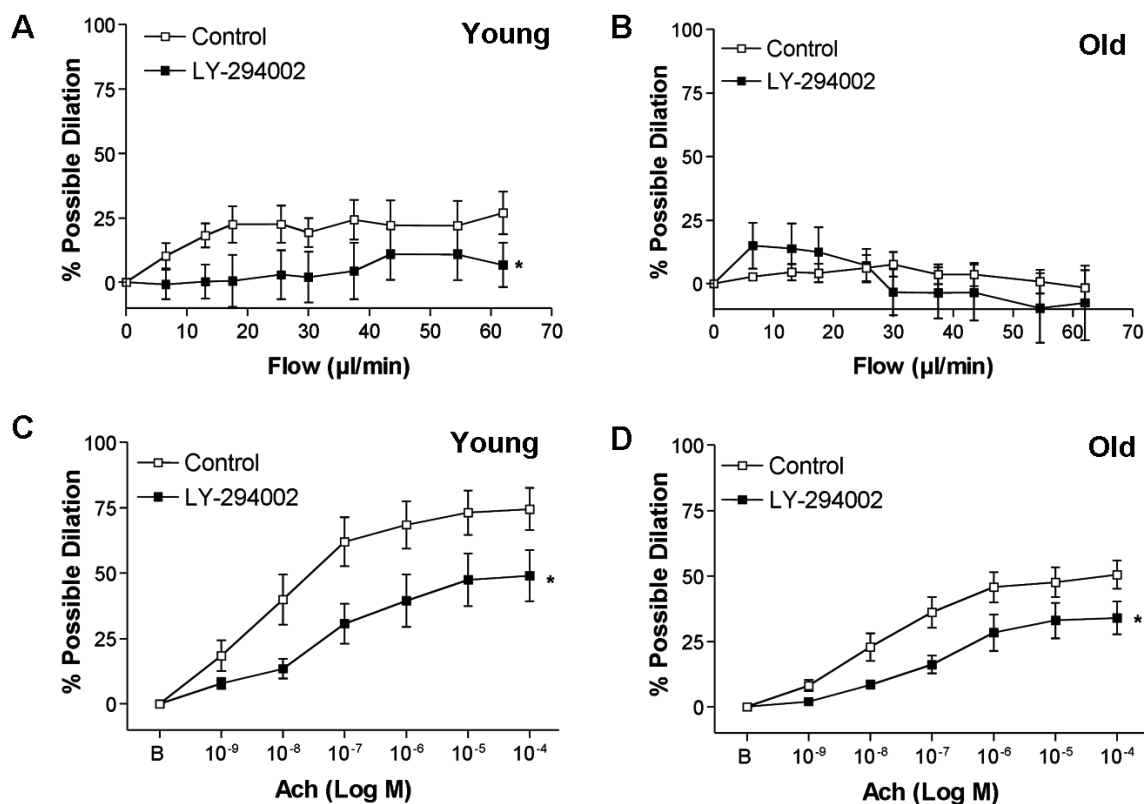 A
Young
Control
LY-294002
% Possible Dilation
100
75
50
25
0
0 10 20 30 40 50 60 70
Flow (µl/min)
B
Old
Control
LY-294002
% Possible Dilation
100
75
50
25
0
0 10 20 30 40 50 60 70
Flow (µl/min)
*
C
Young
Control
LY-294002
% Possible Dilation
100
75
50
25
0
B 10⁻⁹ 10⁻⁸ 10⁻⁷ 10⁻⁶ 10⁻⁵ 10⁻⁴
Ach (Log M)
*
D
Old
Control
LY-294002
% Possible Dilation
100
75
50
25
0
B 10⁻⁹ 10⁻⁸ 10⁻⁷ 10⁻⁶ 10⁻⁵ 10⁻⁴
Ach (Log M)
*